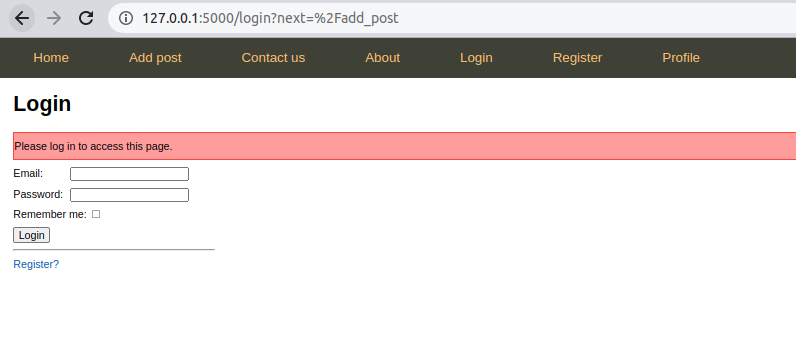 127.0.0.1:5000/login?next=%2Fadd_post
Home Add post Contact us About Login Register Profile
Login
Please log in to access this page.
Email:
Password:
Remember me:
Login
Register?